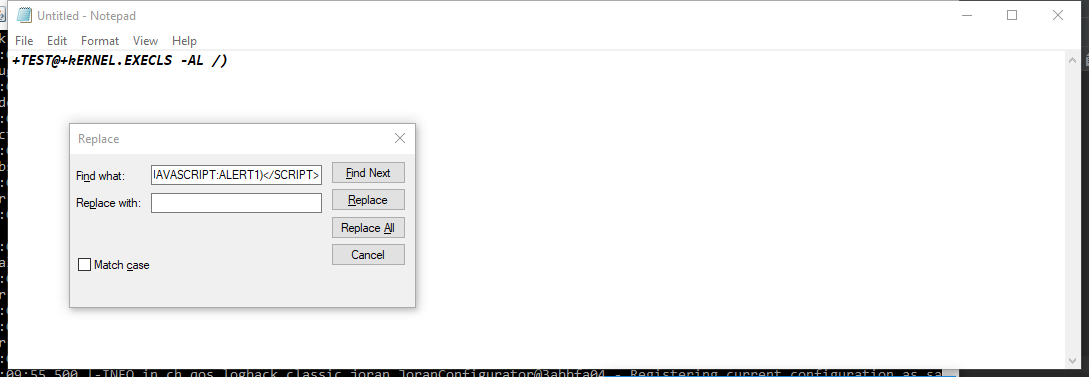 Untitled - Notepad
File Edit Format View Help
+TEST@+kERNEL.EXECLS -AL /)
Replace
Find what: AVASCRIPT:ALERT1)</SCRIPT> Find Next
Replace with: Replace
Replace All
Cancel
Match case
:09:55,500 |-INFO in ch.qos.logback.classic.joran.JoranConfigurator@3abbfa04 - Registering current configuration as sa